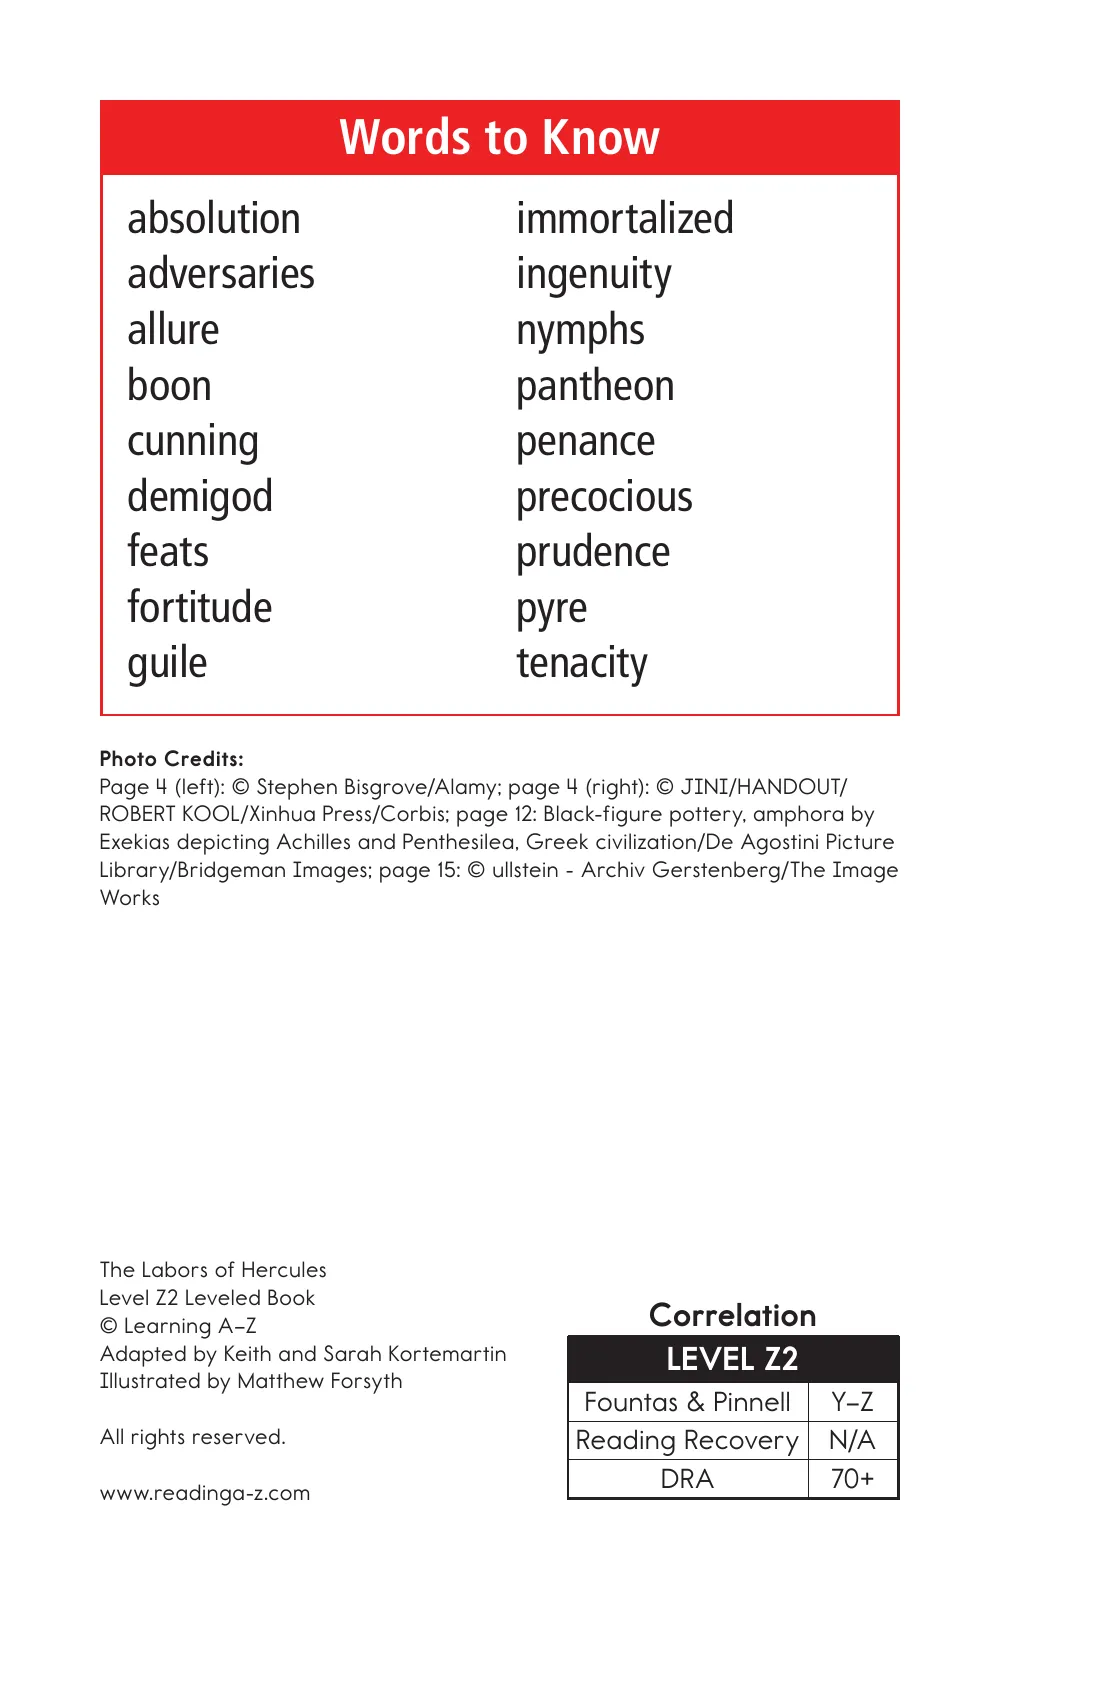 Words to Know
absolution
adversaries
allure
boon
cunning
demigod
feats
fortitude
guile
immortalized
ingenuity
nymphs
pantheon
penance
precocious
prudence
pyre
tenacity
Photo Credits:
Page 4 (left): © Stephen Bisgrove/Alamy; page 4 (right): © JINI/HANDOUT/
ROBERT KOOL/Xinhua Press/Corbis; page 12: Black-figure pottery, amphora by
Exekias depicting Achilles and Penthesilea, Greek civilization/De Agostini Picture
Library/Bridgeman Images; page 15: © ullstein - Archiv Gerstenberg/The Image
Works
The Labors of Hercules
Level Z2 Leveled Book
© Learning A–Z
Adapted by Keith and Sarah Kortemartin
Illustrated by Matthew Forsyth
All rights reserved.
www.readinga-z.com
Correlation
LEVEL Z2
Fountas & Pinnell Y–Z
Reading Recovery N/A
DRA 70+